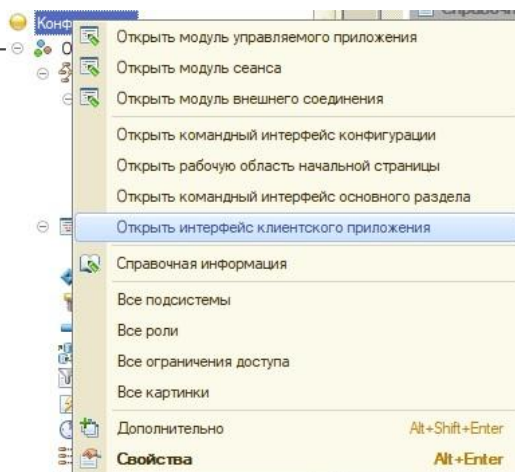 Открыть модуль управляемого приложения
Открыть модуль сеанса
Открыть модуль внешнего соединения
Открыть командный интерфейс конфигурации
Открыть рабочую область начальной страницы
Открыть командный интерфейс основного раздела
Открыть интерфейс клиентского приложения
Справочная информация
Все подсистемы
Все роли
Все ограничения доступа
Все картинки
Дополнительно Alt+Shift+Enter
Свойства Alt+Enter